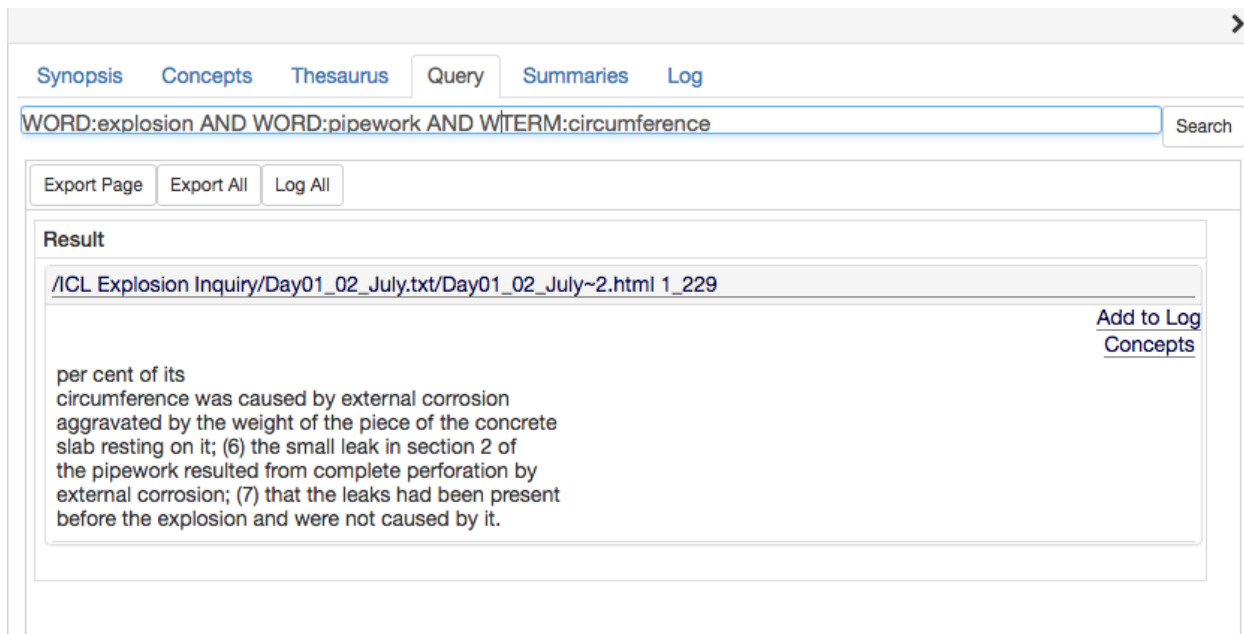 Synopsis Concepts Thesaurus Query Summaries Log
WORD:explosion AND WORD:pipework AND WTERM:circumference Search
Export Page Export All Log All
Result
/ICL Explosion Inquiry/Day01_02_July.txt/Day01_02_July~2.html 1_229
Add to Log
Concepts
per cent of its
circumference was caused by external corrosion
aggravated by the weight of the piece of the concrete
slab resting on it; (6) the small leak in section 2 of
the pipework resulted from complete perforation by
external corrosion; (7) that the leaks had been present
before the explosion and were not caused by it.